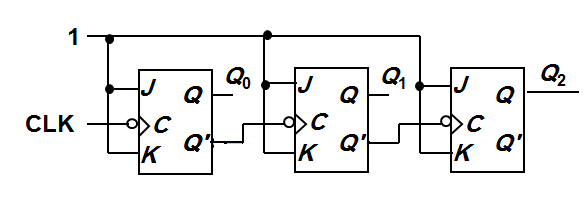 1
Q0 Q1 Q2
J Q J Q J Q
CLK C C C
Q' Q' Q'
K K K